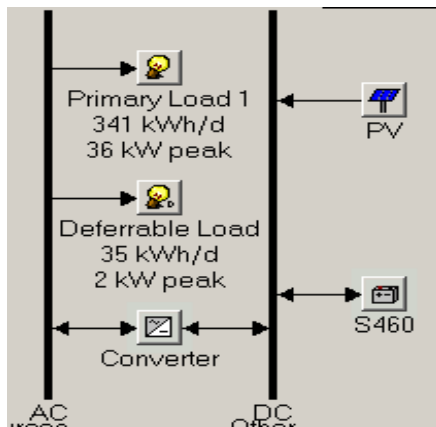 Primary Load 1
341 kWh/d
36 kW peak
PV
Deferrable Load
35 kWh/d
2 kW peak
S460
Converter
AC
DC